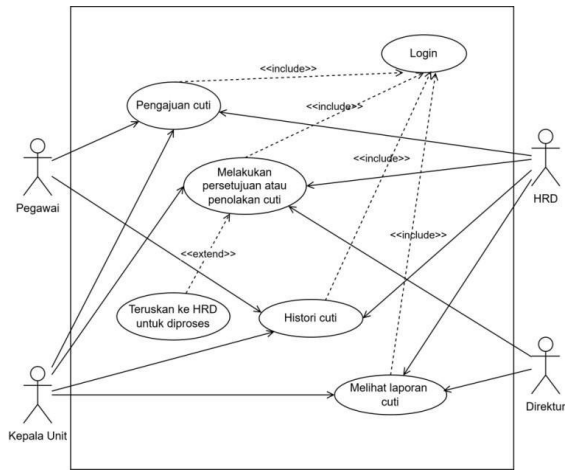 Login
<<include>>
Pengajuan cuti
<<include>>
<<include>>
Pegawai
Melakukan
persetujuan atau
penolakan cuti
HRD
<<include>>
<<extend>>
Teruskan ke HRD
untuk diproses
Histori cuti
Melihat laporan
cuti
Kepala Unit
Direktur